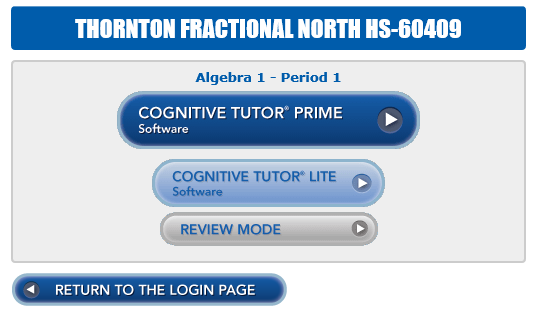 THORNTON FRACTIONAL NORTH HS-60409
Algebra 1 - Period 1
COGNITIVE TUTOR® PRIME
Software
COGNITIVE TUTOR® LITE
Software
REVIEW MODE
RETURN TO THE LOGIN PAGE